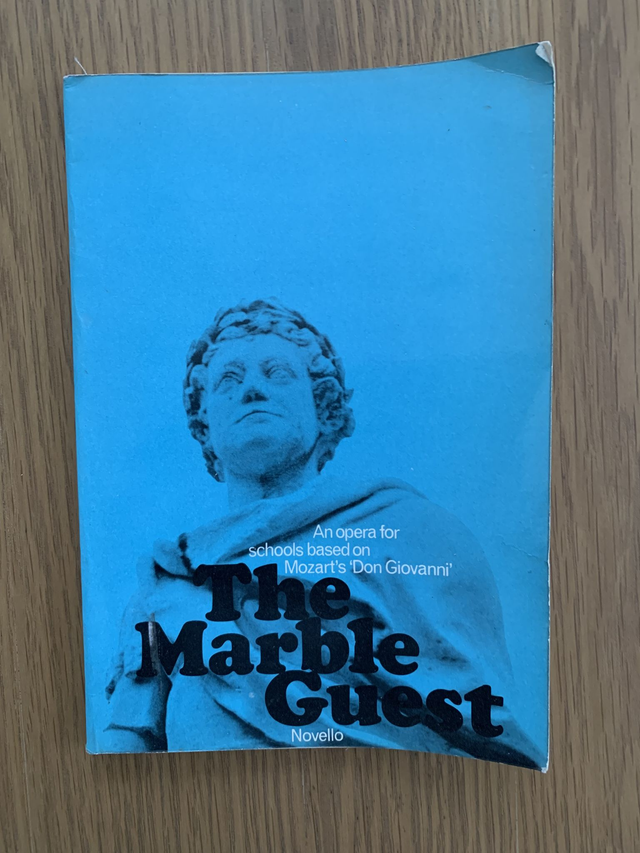 An opera for
schools based on
Mozart's 'Don Giovanni'
The
Marble
Guest
Novello